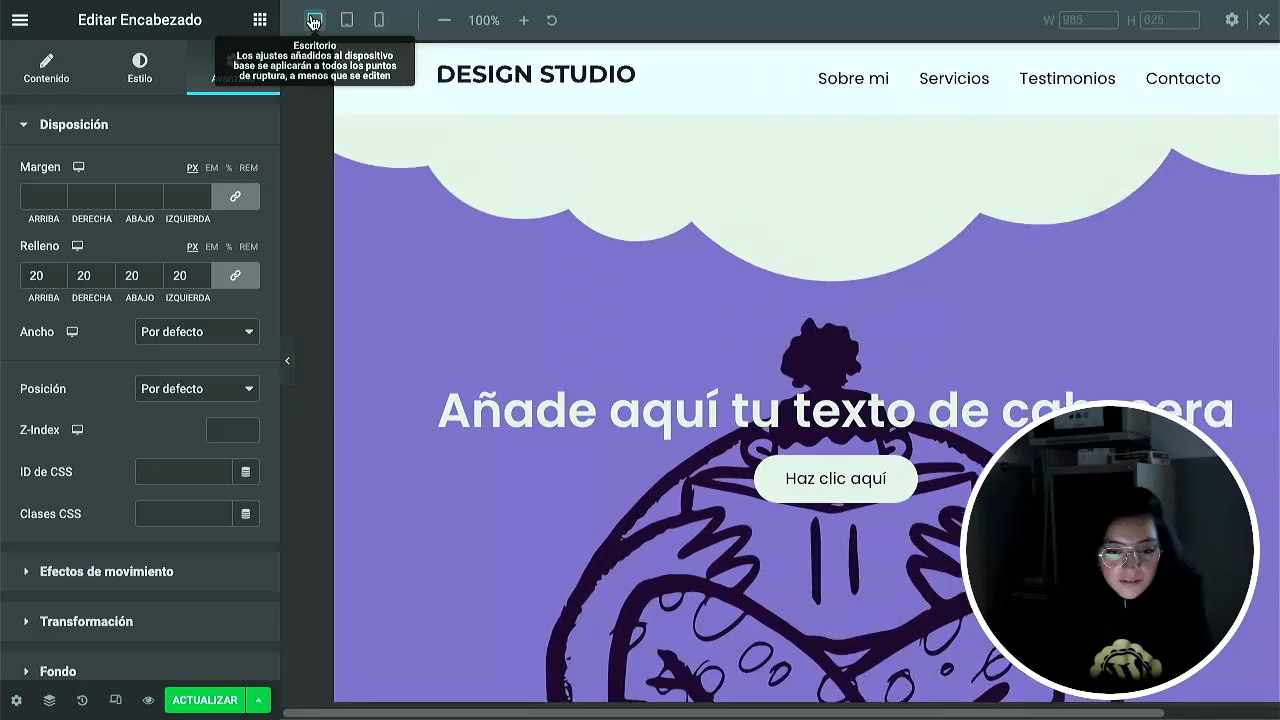 Editar Encabezado
100%
W 985
H 625
Escritorio
Los ajustes añadidos al dispositivo
base se aplicarán a todos los puntos
de ruptura, a menos que se editen
Contenido
Estilo
DESIGN STUDIO
Sobre mi
Servicios
Testimonios
Contacto
Disposición
Margen
PX EM % REM
ARRIBA DERECHA ABAJO IZQUIERDA
Relleno
PX EM % REM
20 20 20 20
ARRIBA DERECHA ABAJO IZQUIERDA
Ancho
Por defecto
Posición
Por defecto
Z-Index
ID de CSS
Clases CSS
Añade aquí tu texto de cabecera
Haz clic aquí
Efectos de movimiento
Transformación
Fondo
ACTUALIZAR